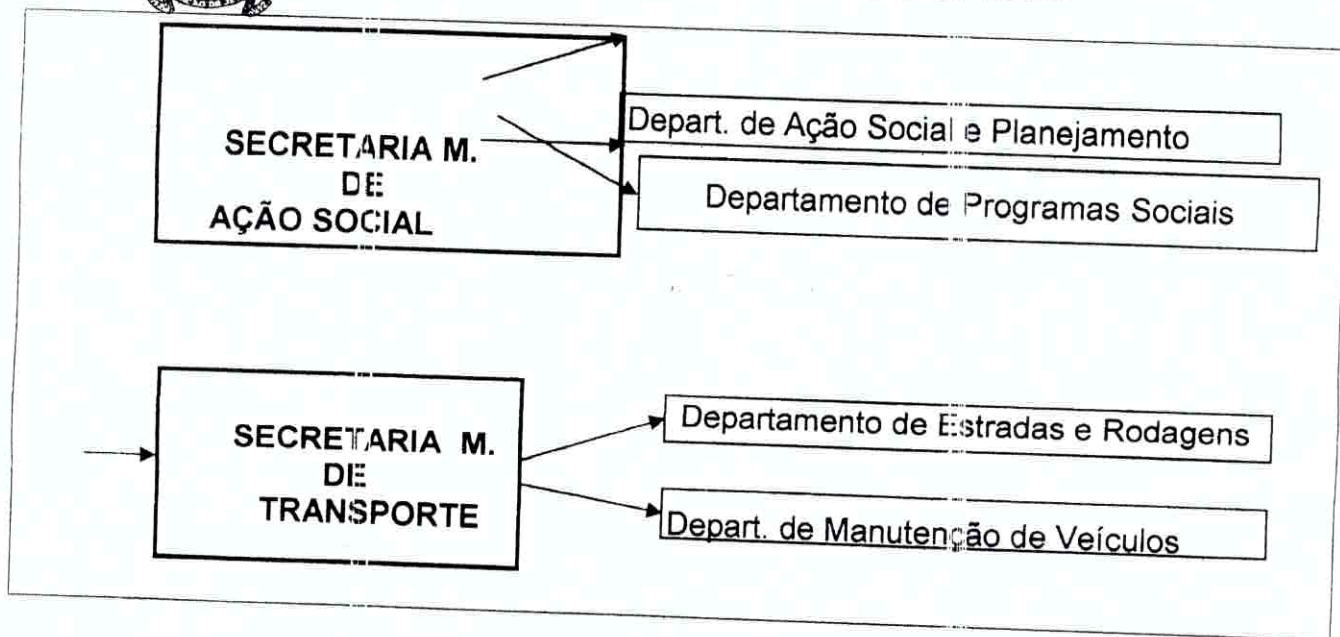 SECRETARIA M.
DE
AÇÃO SOCIAL
Depart. de Ação Social e Planejamento
Departamento de Programas Sociais
SECRETARIA M.
DE
TRANSPORTE
Departamento de Estradas e Rodagens
Depart. de Manutenção de Veículos